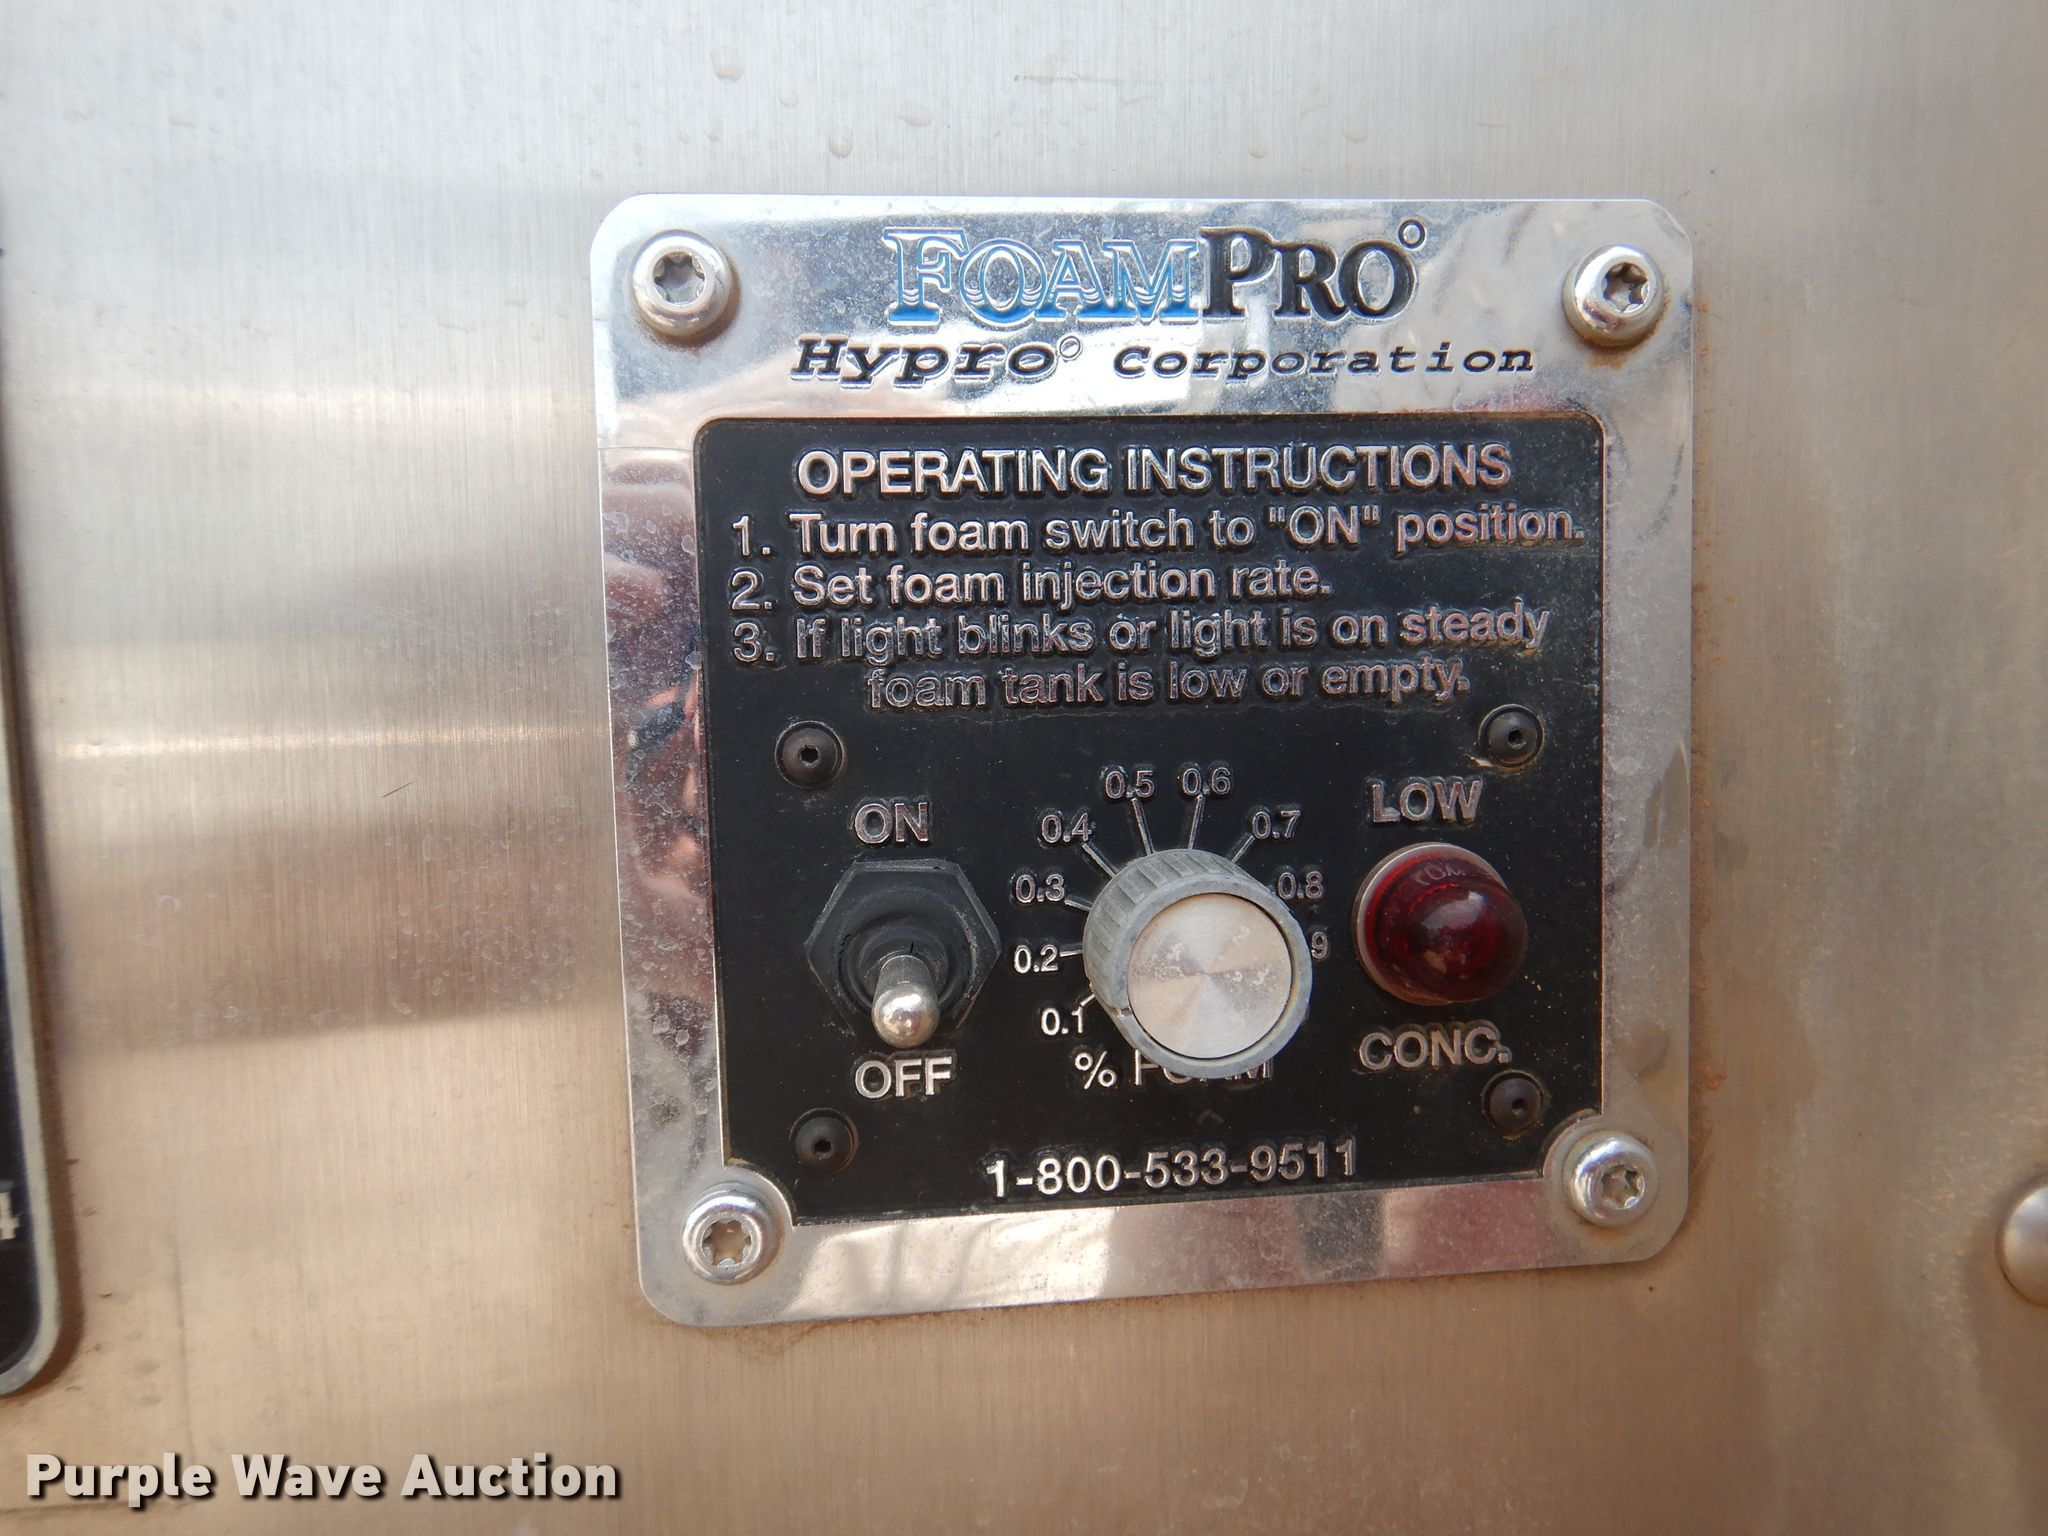 FOAMPRO
Hypro Corporation
OPERATING INSTRUCTIONS
1. Turn foam switch to "ON" position.
2. Set foam injection rate.
3. If light blinks or light is on steady
foam tank is low or empty.
ON
OFF
0.1
0.2
0.3
0.4
0.5
0.6
0.7
0.8
9
% FOAM
LOW
CONC.
1-800-533-9511
4
Purple Wave Auction